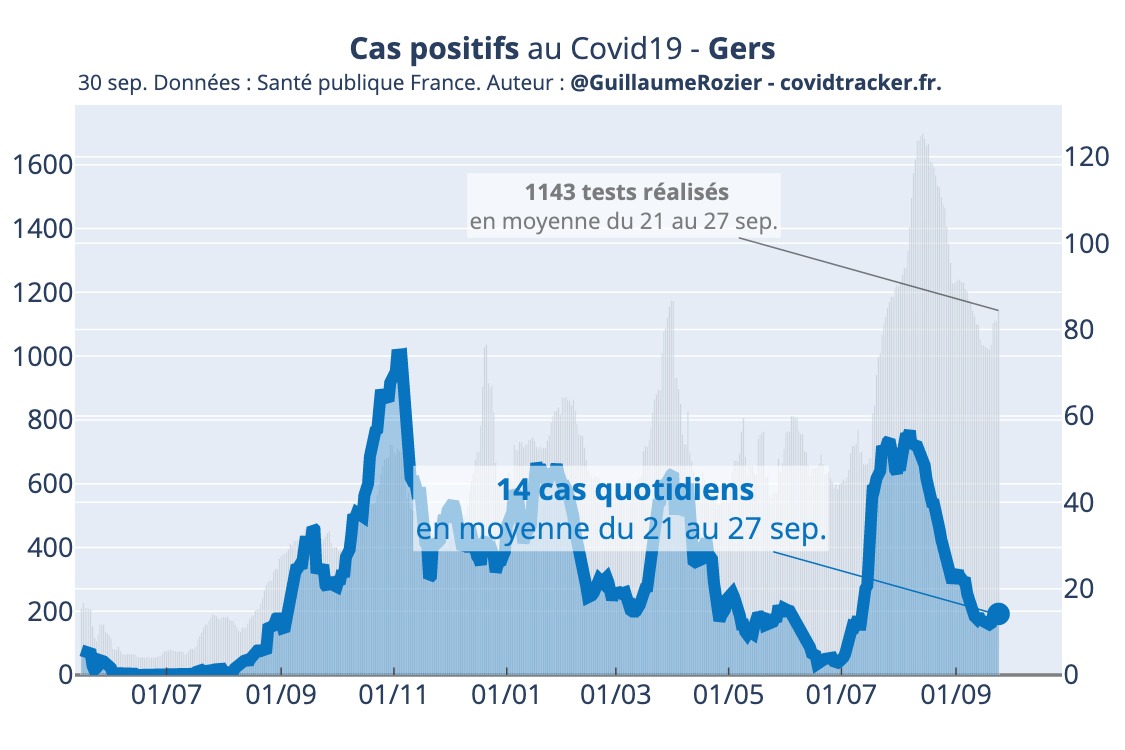 Cas positifs au Covid19 - Gers
30 sep. Données : Santé publique France. Auteur : @GuillaumeRozier - covidtracker.fr.
1600
1400
1200
1000
800
600
400
200
0
120
100
80
60
40
20
0
1143 tests réalisés
en moyenne du 21 au 27 sep.
14 cas quotidiens
en moyenne du 21 au 27 sep.
01/07 01/09 01/11 01/01 01/03 01/05 01/07 01/09